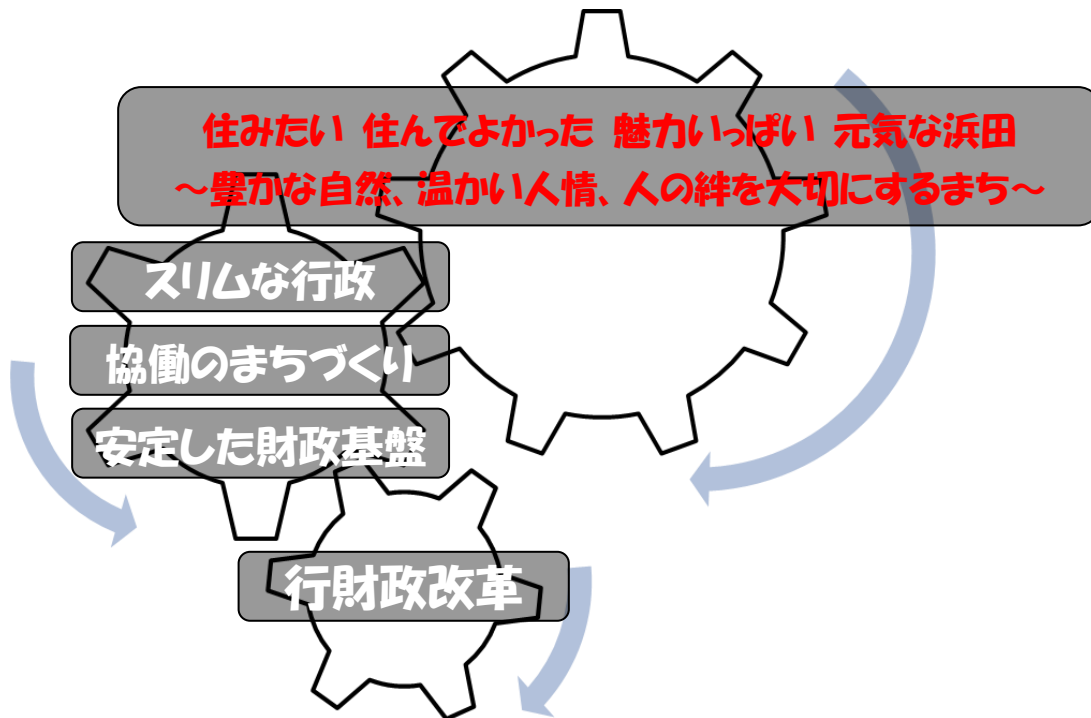 住みたい 住んでよかった 魅力いっぱい 元気な浜田
～豊かな自然、温かい人情、人の絆を大切にするまち～
スリムな行政
協働のまちづくり
安定した財政基盤
行財政改革